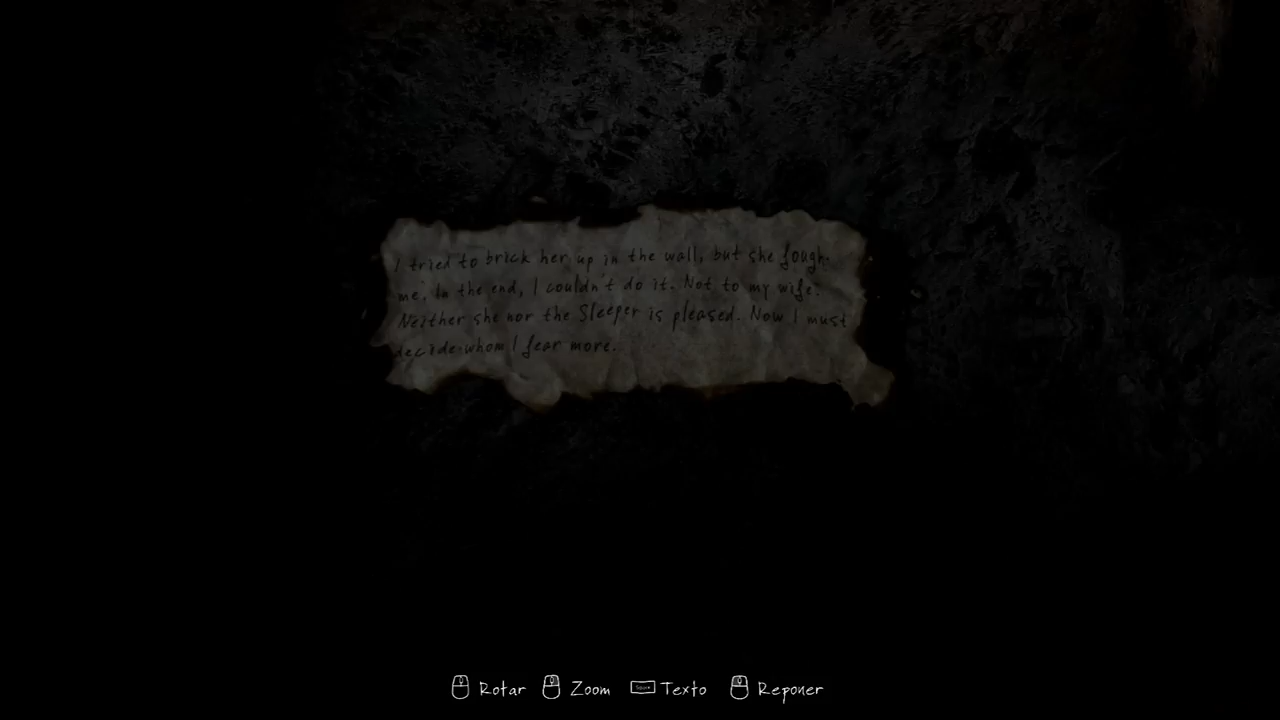 I tried to brick her up in the wall, but she fough
me. In the end, I couldn't do it. Not to my wife.
Neither she nor the Sleeper is pleased. Now I must
decide whom I fear more.
Rotar Zoom Texto Reponer